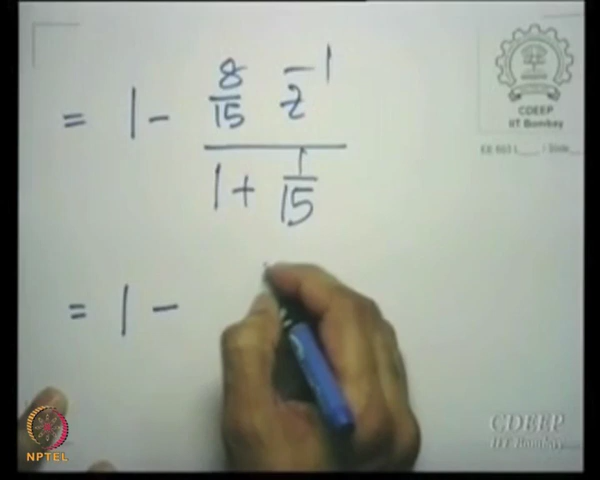 = 1 - 8/15 z^-1
1 + 1/15
= 1 -
CDEEP
IIT Bombay
CDEEP
IIT Bombay
NPTEL